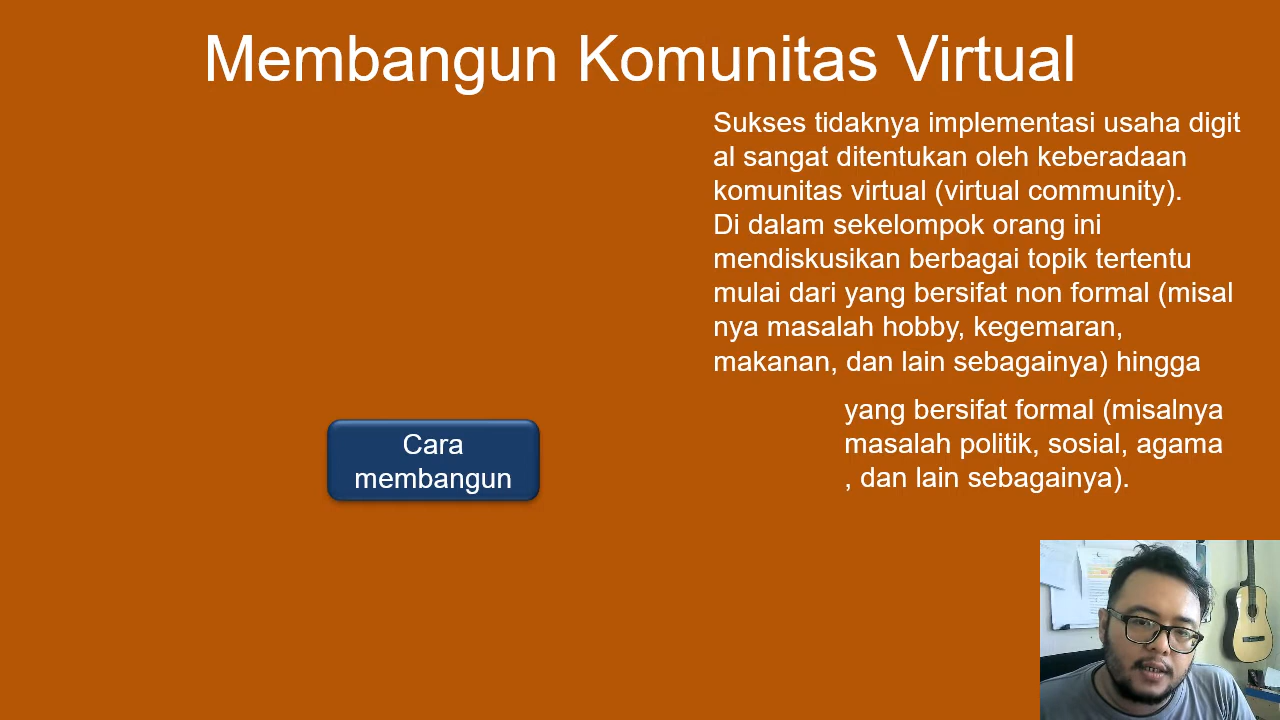 Membangun Komunitas Virtual
Sukses tidaknya implementasi usaha digit
al sangat ditentukan oleh keberadaan
komunitas virtual (virtual community).
Di dalam sekelompok orang ini
mendiskusikan berbagai topik tertentu
mulai dari yang bersifat non formal (misal
nya masalah hobby, kegemaran,
makanan, dan lain sebagainya) hingga
yang bersifat formal (misalnya
masalah politik, sosial, agama
, dan lain sebagainya).
Cara
membangun